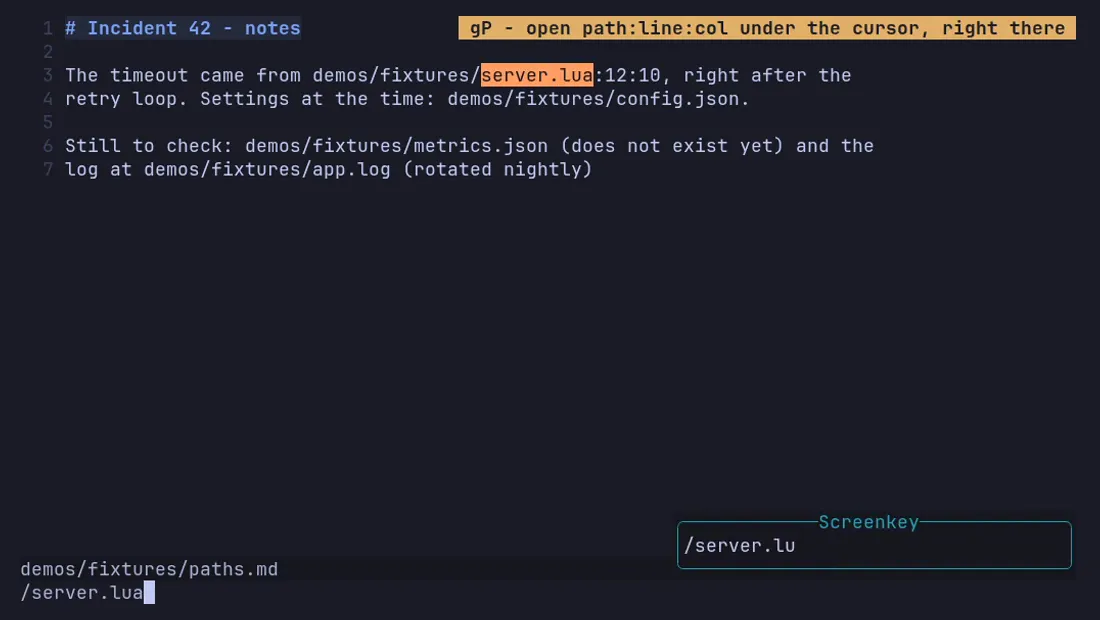 1 # Incident 42 - notes
gP - open path:line:col under the cursor, right there
2
3 The timeout came from demos/fixtures/server.lua:12:10, right after the
4 retry loop. Settings at the time: demos/fixtures/config.json.
5
6 Still to check: demos/fixtures/metrics.json (does not exist yet) and the
7 log at demos/fixtures/app.log (rotated nightly)
Screenkey
/server.lu
demos/fixtures/paths.md
/server.lua